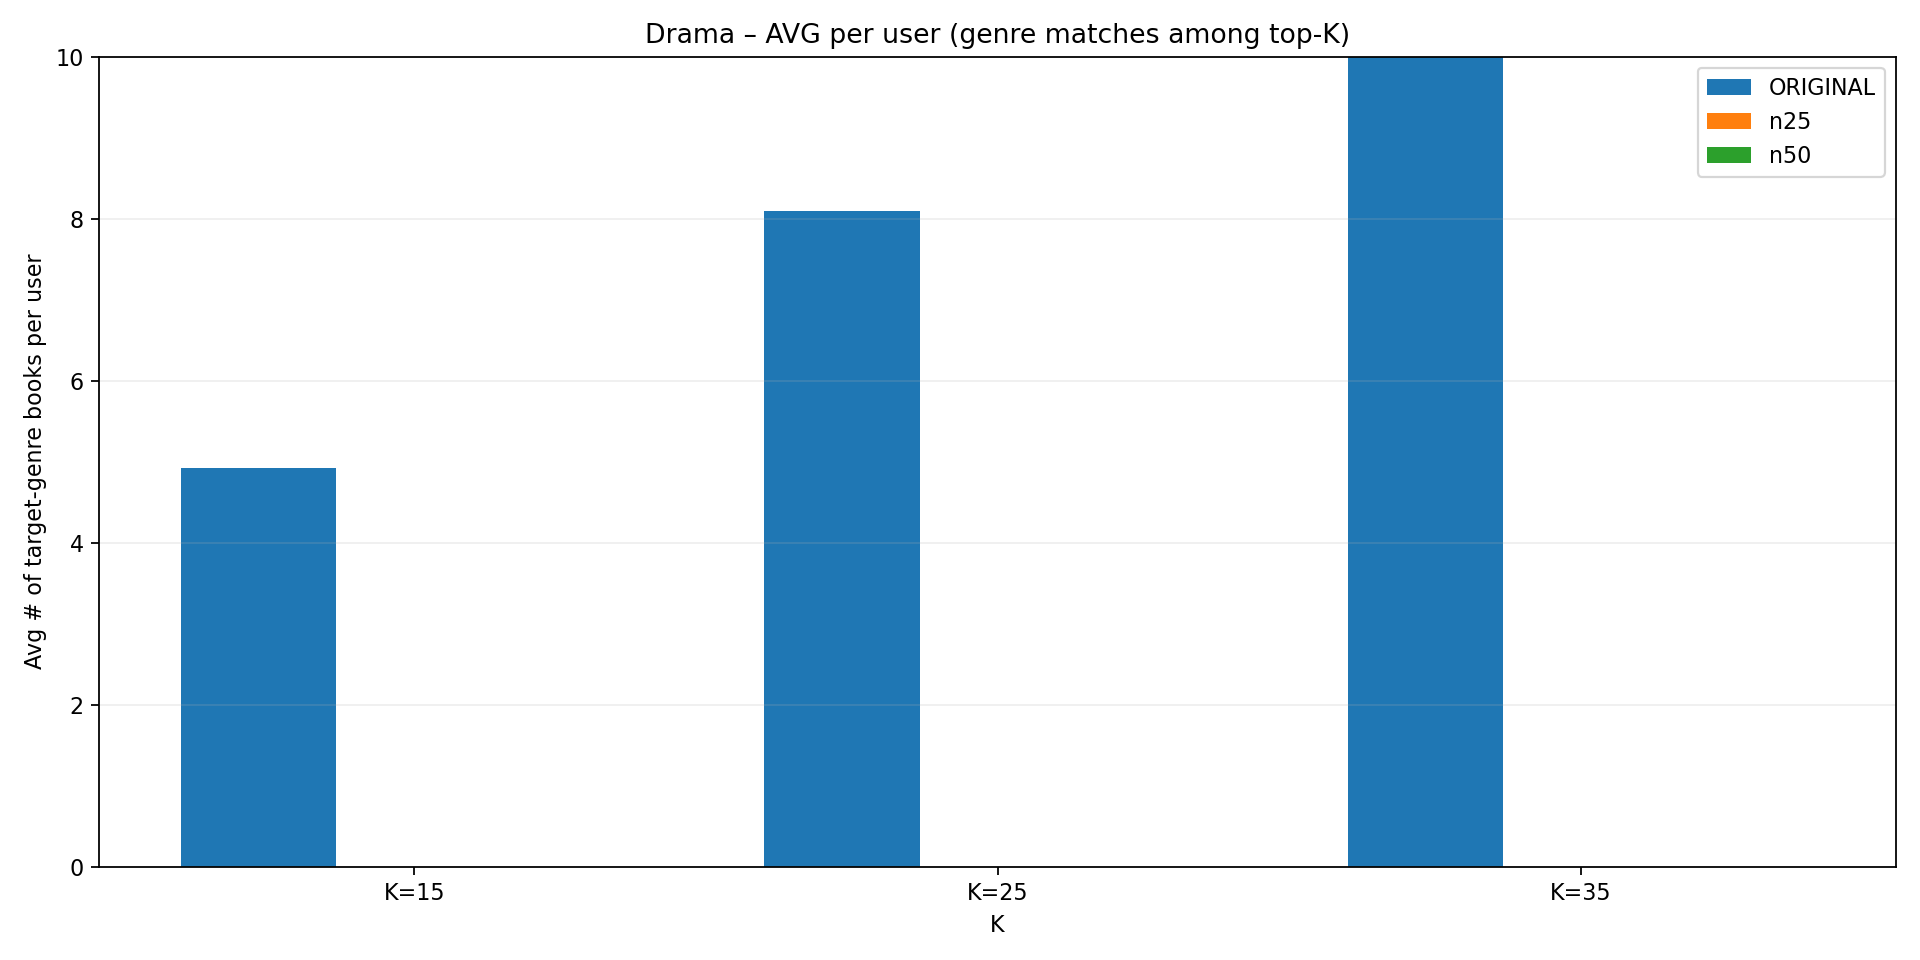 Drama – AVG per user (genre matches among top-K)
10
8
6
4
2
0
Avg # of target-genre books per user
ORIGINAL
n25
n50
K=15
K=25
K=35
K